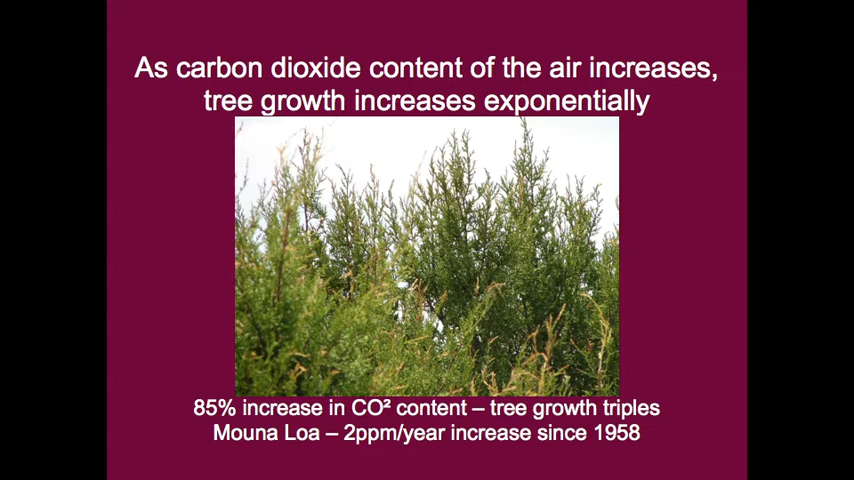 As carbon dioxide content of the air increases,
tree growth increases exponentially
85% increase in CO² content – tree growth triples
Mouna Loa – 2ppm/year increase since 1958